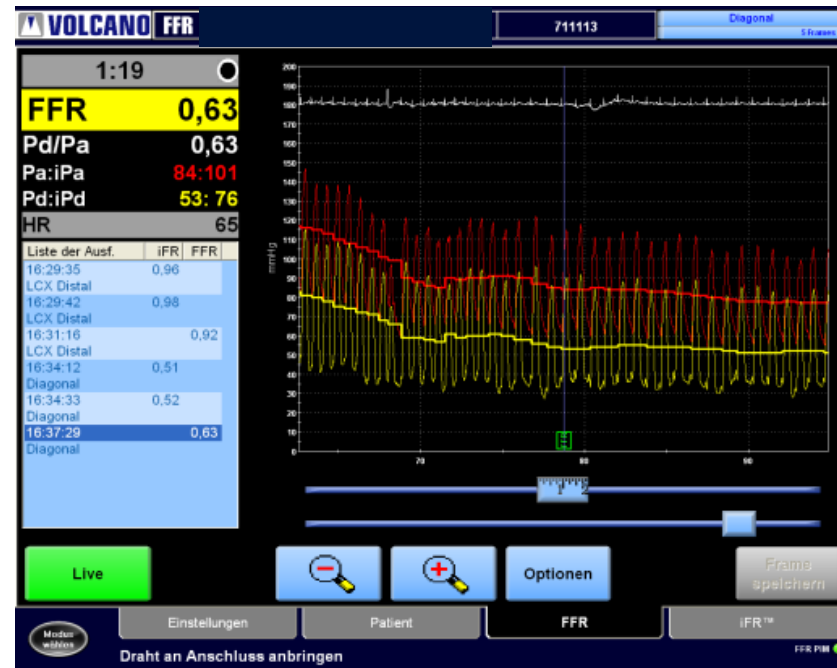 VOLCANO FFR
711113
Diagonal
5 Frames
1:19
FFR 0,63
Pd/Pa 0,63
Pa:iPa 84:101
Pd:iPd 53: 76
HR 65
Liste der Ausf. iFR FFR
16:29:35 0,96
LCX Distal
16:29:42 0,98
LCX Distal
16:31:16 0,92
LCX Distal
16:34:12 0,51
Diagonal
16:34:33 0,52
Diagonal
16:37:29 0,63
Diagonal
mmHg
200
190
180
170
160
150
140
130
120
110
100
90
80
70
60
50
40
30
20
10
0
70 80 90
1 2
Live
Optionen
Frame speichern
Modus wählen
Einstellungen
Patient
FFR
iFR™
Draht an Anschluss anbringen
FFR PIM